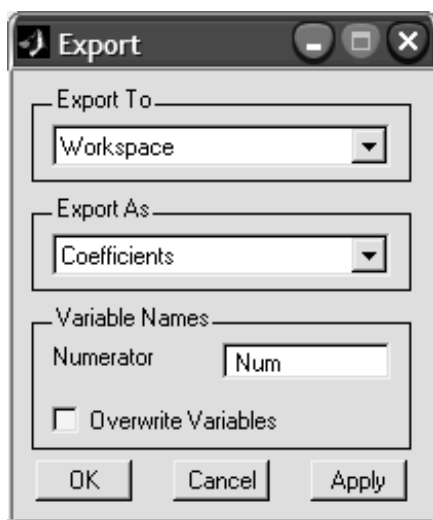 Export
Export To
Workspace
Export As
Coefficients
Variable Names
Numerator Num
Overwrite Variables
OK Cancel Apply